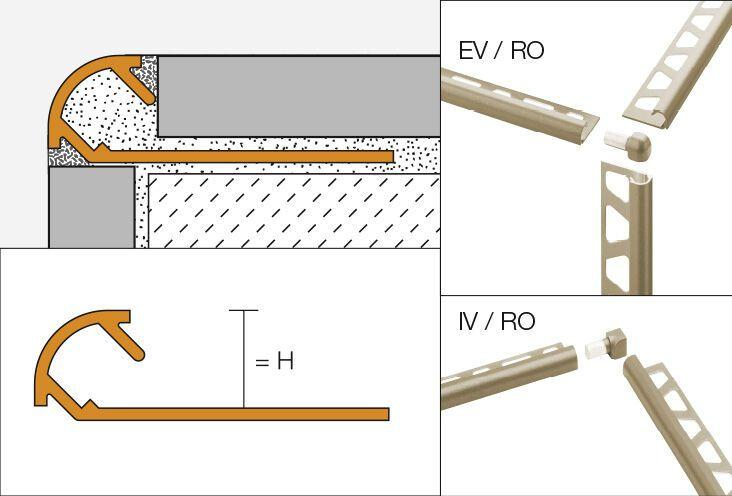 EV / RO
= H
IV / RO